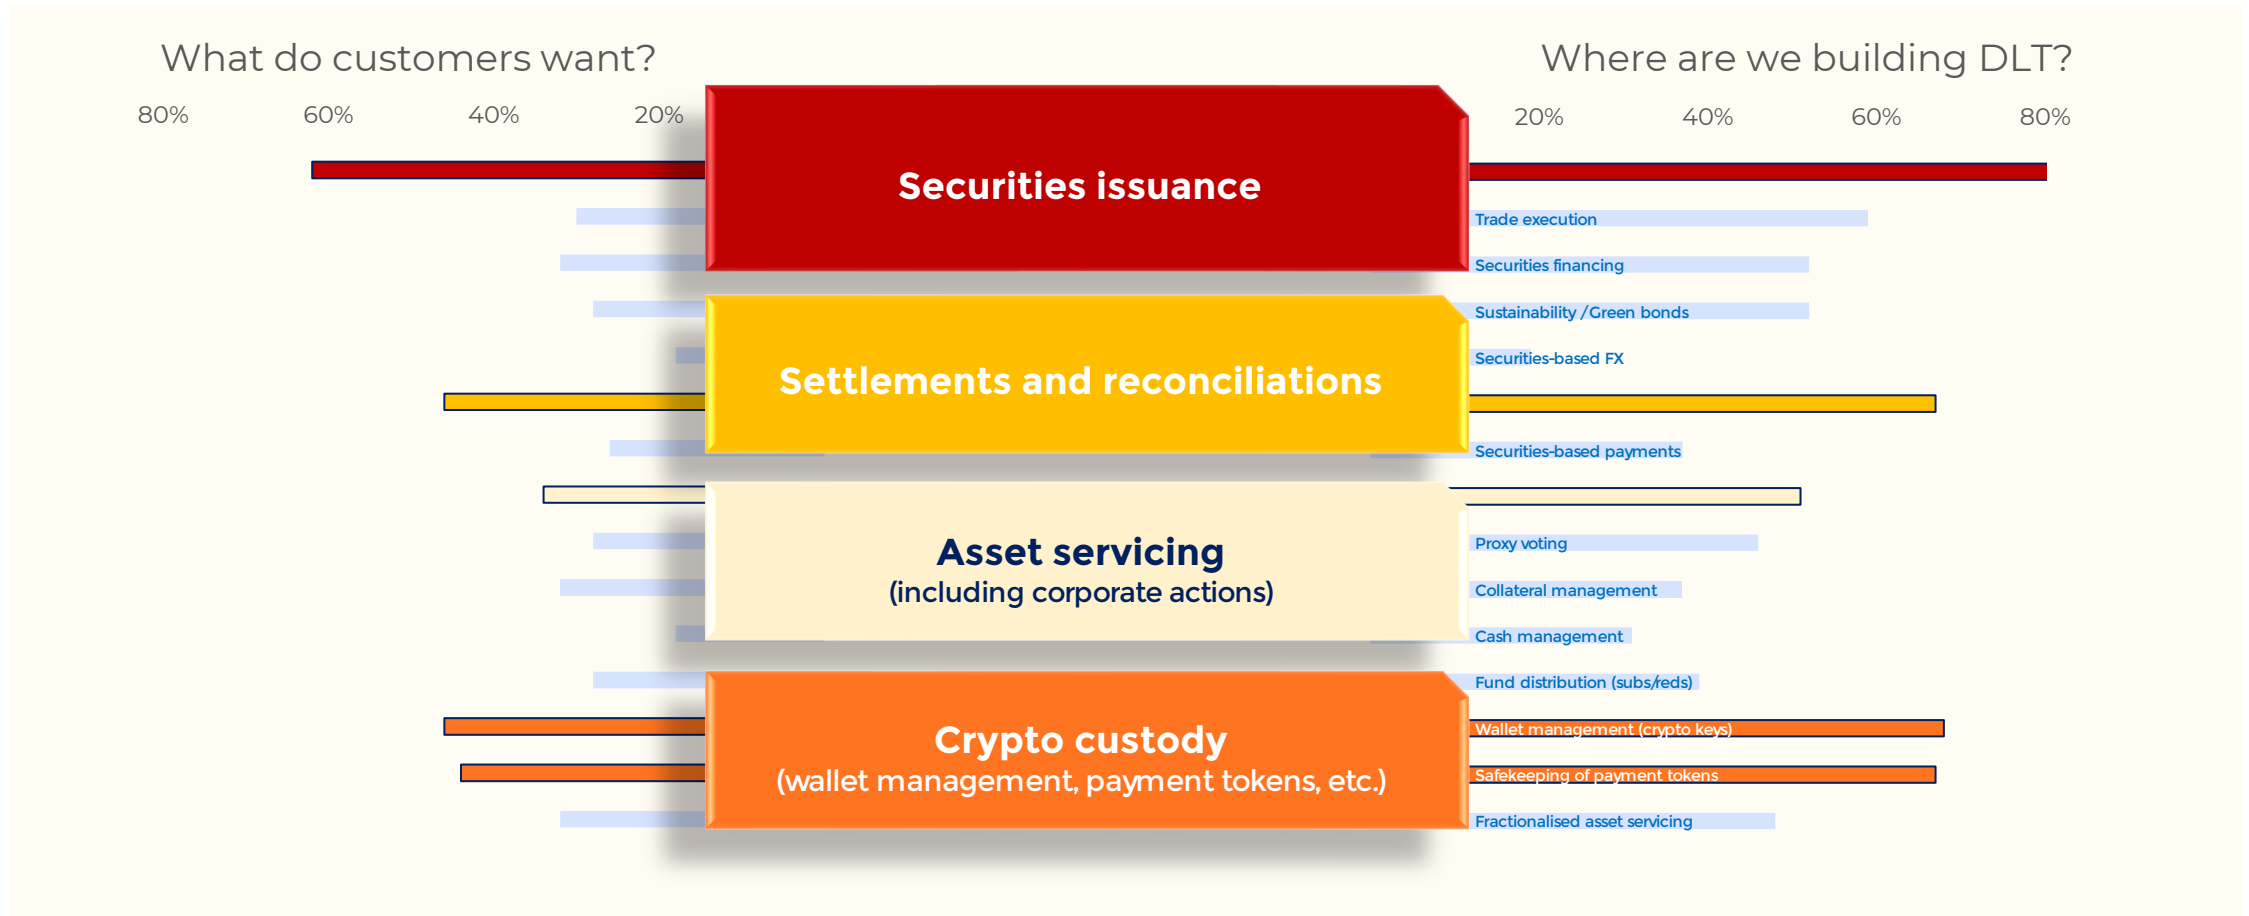 What do customers want?
Where are we building DLT?
80%
60%
40%
20%
20%
40%
60%
80%
Securities issuance
Trade execution
Securities financing
Sustainability / Green bonds
Securities-based FX
Settlements and reconciliations
Securities-based payments
Asset servicing
(including corporate actions)
Proxy voting
Collateral management
Cash management
Fund distribution (subs/reds)
Crypto custody
(wallet management, payment tokens, etc.)
Wallet management (crypto keys)
Safekeeping of payment tokens
Fractionalised asset servicing